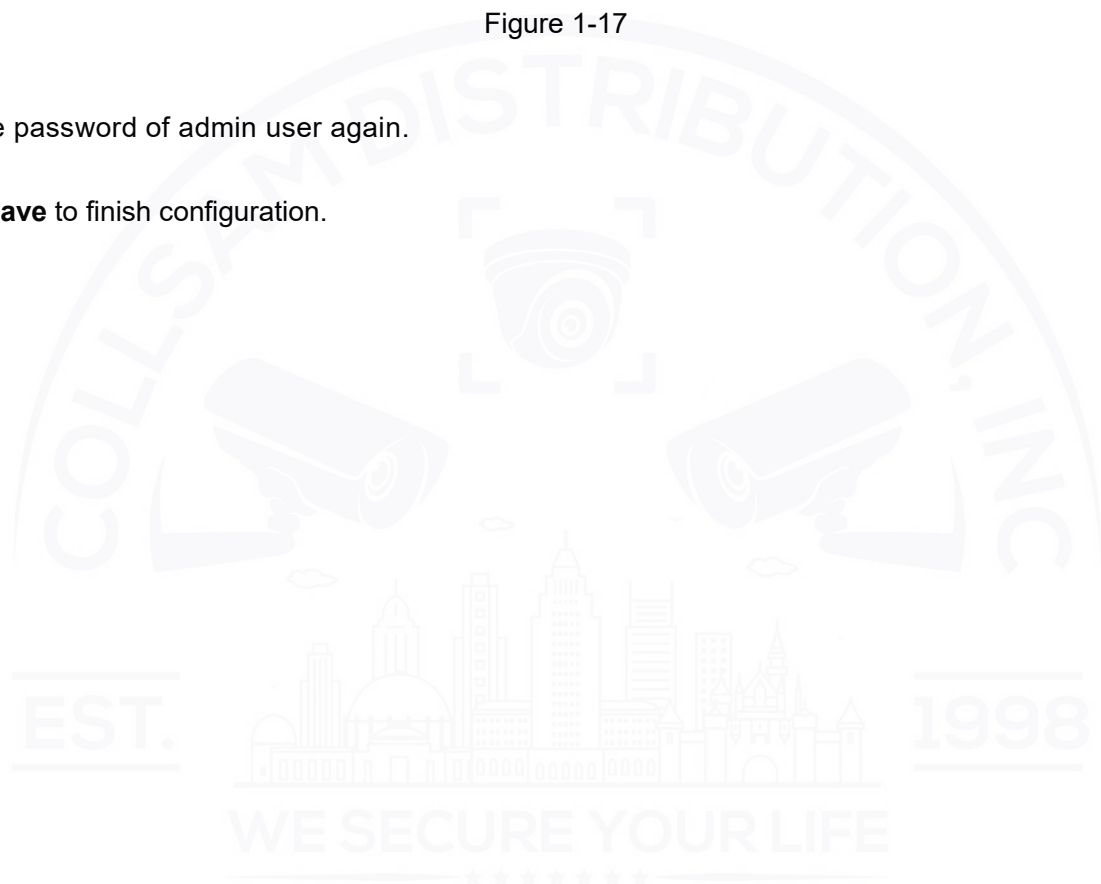 Figure 1-17
e password of admin user again.
ave to finish configuration.
COLLSAM DISTRIBUTION, INC
EST.
1998
WE SECURE YOUR LIFE